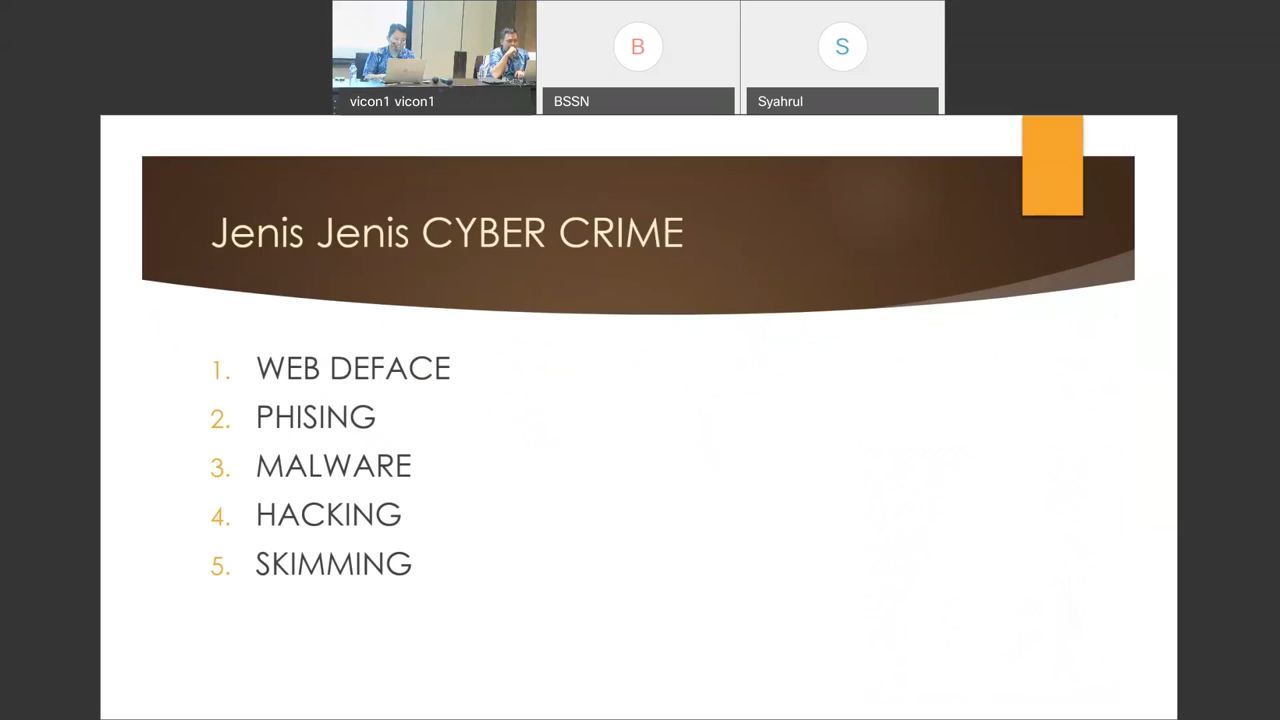 vicon1 vicon1
B
BSSN
S
Syahrul
Jenis Jenis CYBER CRIME
1. WEB DEFACE
2. PHISING
3. MALWARE
4. HACKING
5. SKIMMING